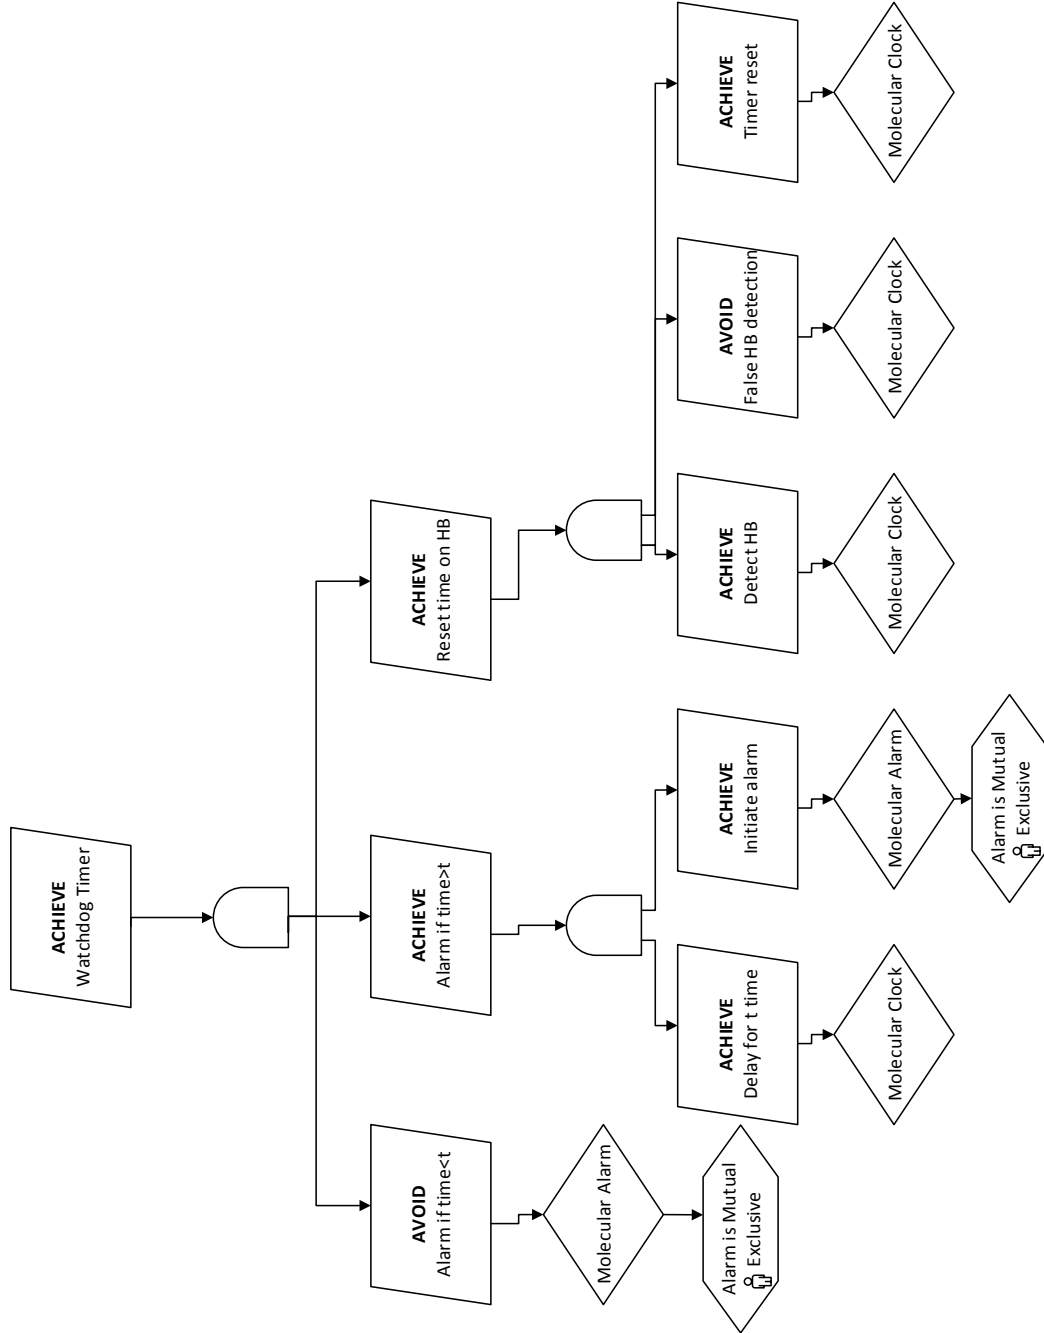 ACHIEVE
Watchdog Timer
AVOID
Alarm if time<t
ACHIEVE
Alarm if time>t
ACHIEVE
Reset time on HB
Molecular Alarm
Alarm is Mutual
Exclusive
ACHIEVE
Delay for t time
ACHIEVE
Initiate alarm
ACHIEVE
Detect HB
AVOID
False HB detection
ACHIEVE
Timer reset
Molecular Clock
Molecular Alarm
Molecular Clock
Molecular Clock
Molecular Clock
Alarm is Mutual
Exclusive